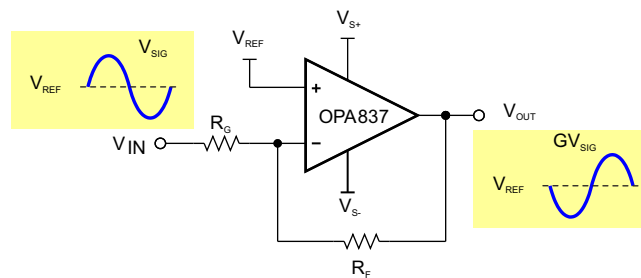 V_SIG
V_REF
V_REF
V_S+
+
OPA837
−
R_G
V_IN
V_OUT
GV_SIG
V_REF
V_S-
R_F